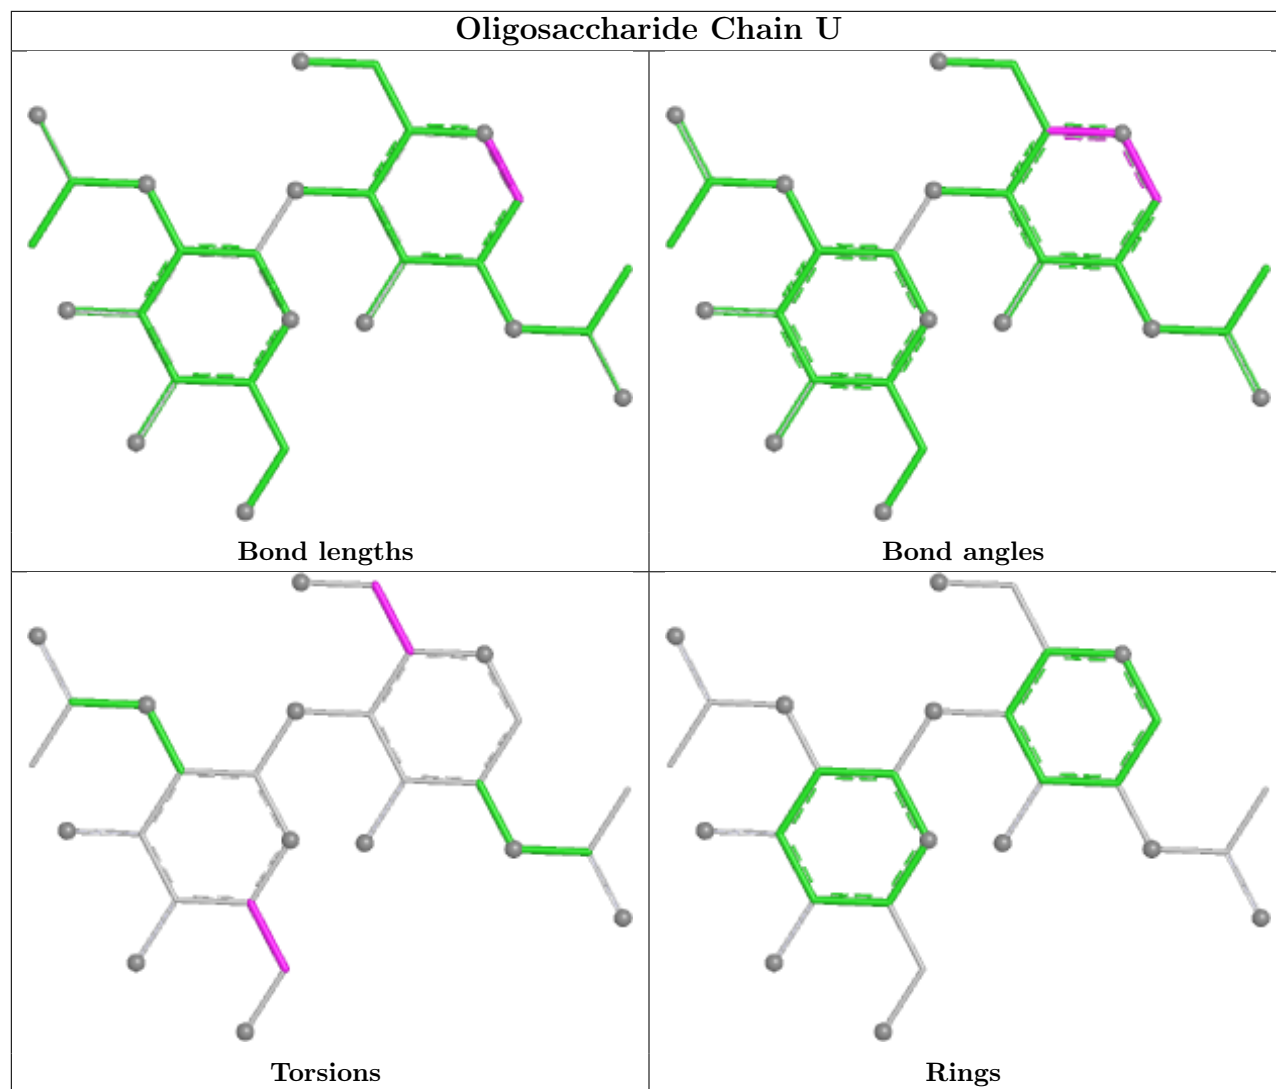 Oligosaccharide Chain U
Bond lengths
Bond angles
Torsions
Rings